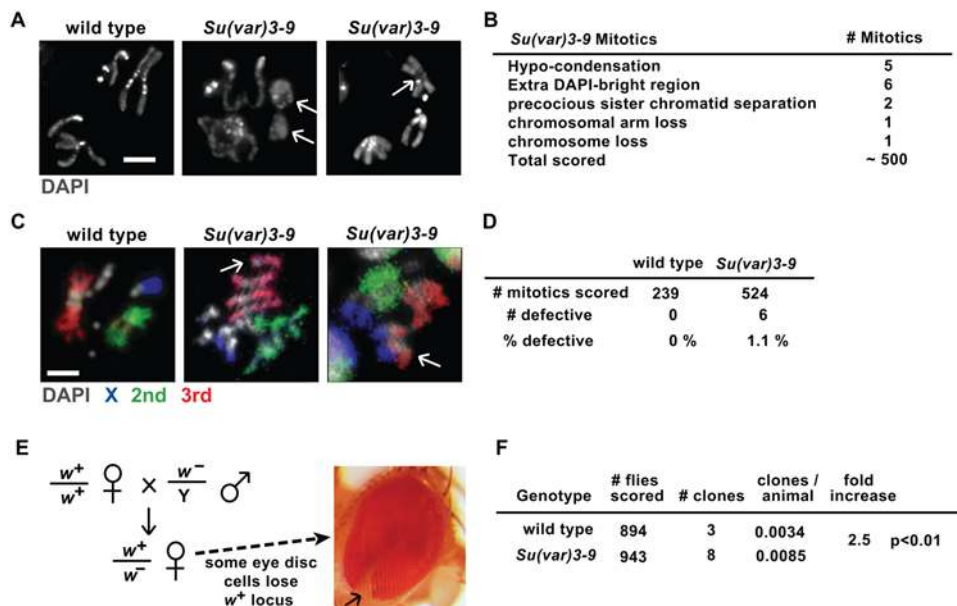 A
wild type
Su(var)3-9
Su(var)3-9
DAPI
B
Su(var)3-9 Mitotics # Mitotics
Hypo-condensation 5
Extra DAPI-bright region 6
precocious sister chromatid separation 2
chromosomal arm loss 1
chromosome loss 1
Total scored ~ 500
C
wild type
Su(var)3-9
Su(var)3-9
DAPI X 2nd 3rd
D
wild type Su(var)3-9
# mitotics scored 239 524
# defective 0 6
% defective 0 % 1.1 %
E
w+ w−
w+ ♀ X Y ♂
w+
w− ♀
some eye disc
cells lose
w+ locus
F
Genotype # flies scored # clones clones / animal fold increase
wild type 894 3 0.0034
2.5 p<0.01
Su(var)3-9 943 8 0.0085